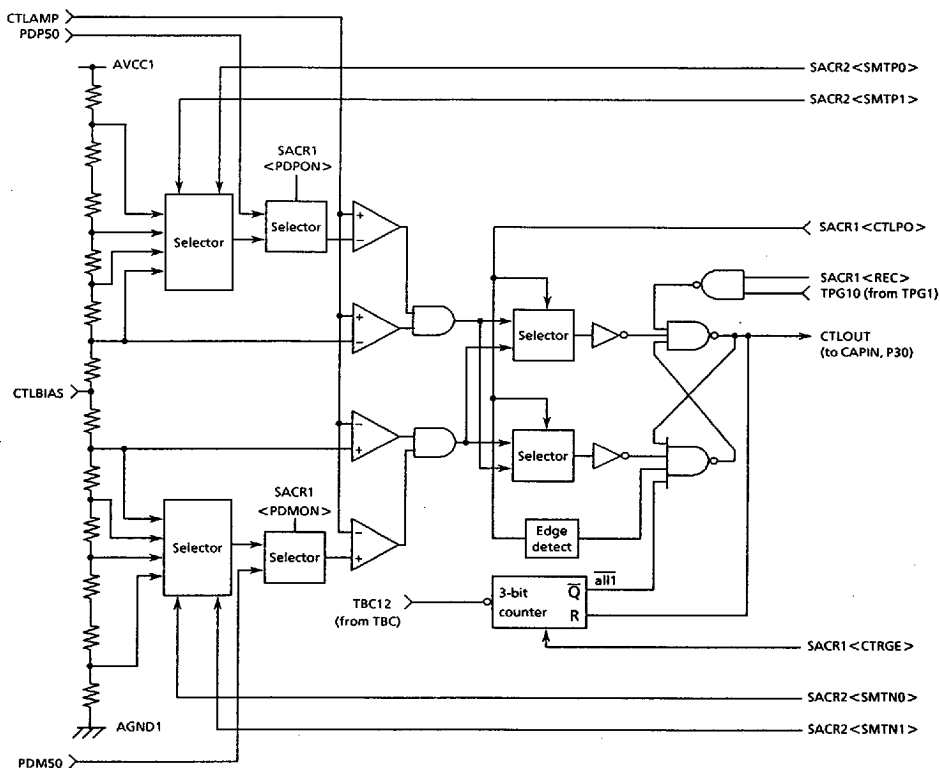 CTLAMP
PDP50
AVCC1
SACR2<SMTP0>
SACR2<SMTP1>
SACR1
<PDPON>
Selector
Selector
+
−
SACR1<CTLPO>
SACR1<REC>
TPG10 (from TPG1)
+
−
Selector
CTLOUT
(to CAPIN, P30)
CTLBIAS
−
+
Selector
SACR1
<PDMON>
Selector
Selector
−
+
Edge
detect
TBC12
(from TBC)
3-bit
counter
Q̅
R
a̅l̅l̅1̅
SACR1<CTRGE>
SACR2<SMTN0>
AGND1
SACR2<SMTN1>
PDM50